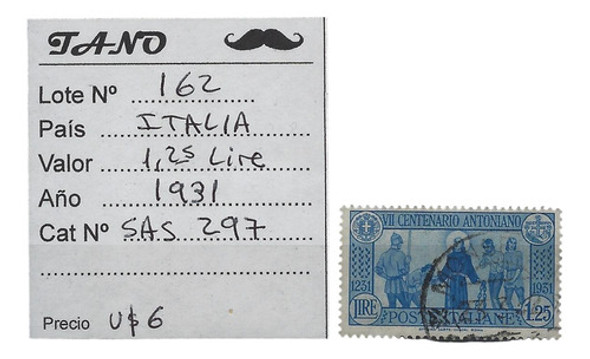 TANO
Lote Nº 162
País ITALIA
Valor 1,25 Lire
Año 1931
Cat Nº SAS 297
Precio U$ 6
VII CENTENARIO ANTONIANO
1231 1931
LIRE 1.25
POSTE ITALIANE